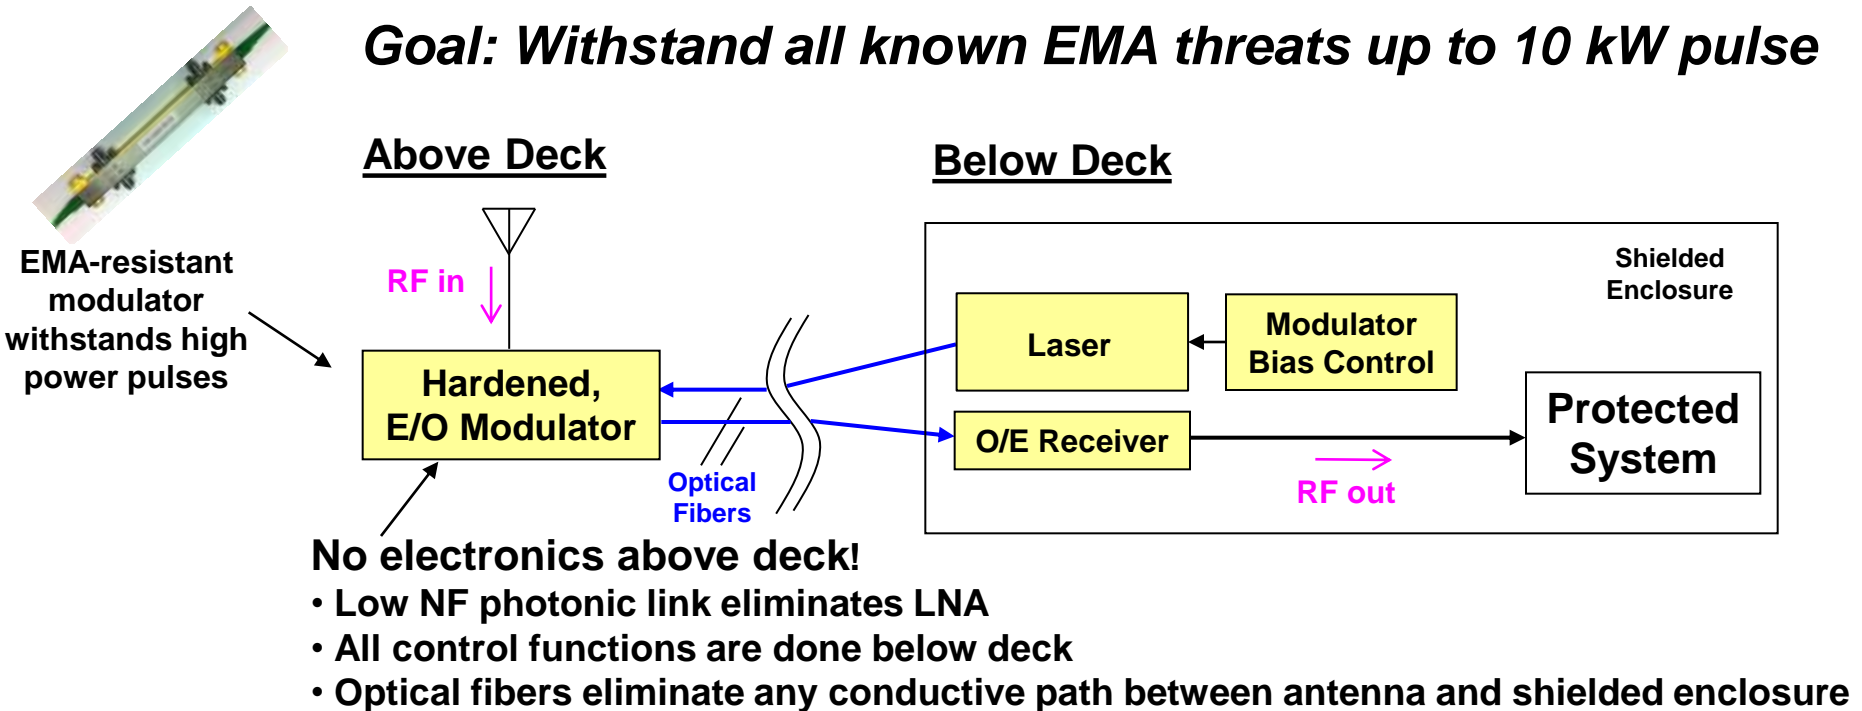 Goal: Withstand all known EMA threats up to 10 kW pulse
Above Deck
Below Deck
EMA-resistant
modulator
withstands high
power pulses
RF in
Hardened,
E/O Modulator
Optical
Fibers
Shielded
Enclosure
Laser
Modulator
Bias Control
O/E Receiver
RF out
Protected
System
No electronics above deck!
• Low NF photonic link eliminates LNA
• All control functions are done below deck
• Optical fibers eliminate any conductive path between antenna and shielded enclosure